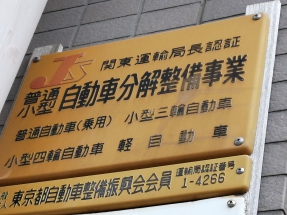 JS 関東運輸局長認証
普通
小型 自動車分解整備事業
普通自動車(乗用) 小型三輪自動車
小型四輪自動車 軽自動車
東京都自動車整備振興会会員 運輸局認証番号
1-4266